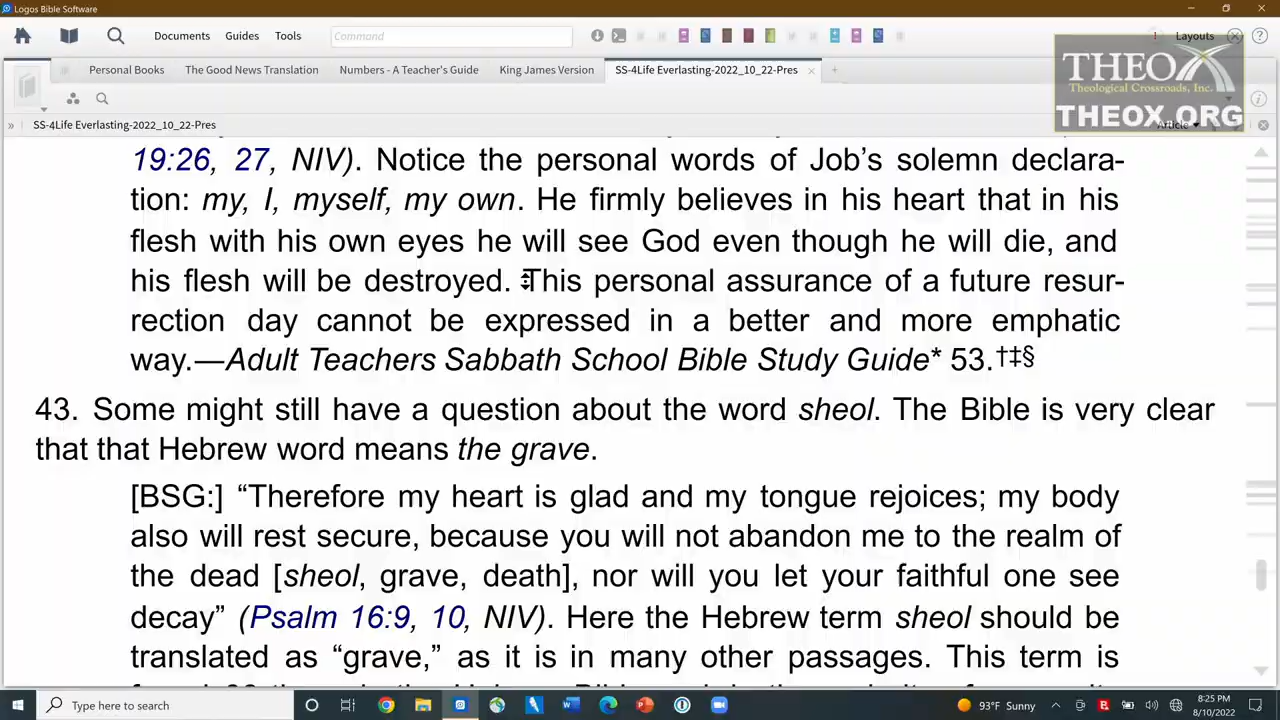 Logos Bible Software
Documents Guides Tools Command Layouts
THEOX
Theological Crossroads, Inc.
THEOX.ORG
Personal Books The Good News Translation Numbers - A Teacher's Guide King James Version SS-4Life Everlasting-2022_10_22-Pres
SS-4Life Everlasting-2022_10_22-Pres Article
19:26, 27, NIV). Notice the personal words of Job’s solemn declara-
tion: my, I, myself, my own. He firmly believes in his heart that in his
flesh with his own eyes he will see God even though he will die, and
his flesh will be destroyed. This personal assurance of a future resur-
rection day cannot be expressed in a better and more emphatic
way.—Adult Teachers Sabbath School Bible Study Guide* 53.†‡§
43. Some might still have a question about the word sheol. The Bible is very clear
that that Hebrew word means the grave.
[BSG:] “Therefore my heart is glad and my tongue rejoices; my body
also will rest secure, because you will not abandon me to the realm of
the dead [sheol, grave, death], nor will you let your faithful one see
decay” (Psalm 16:9, 10, NIV). Here the Hebrew term sheol should be
translated as “grave,” as it is in many other passages. This term is
Type here to search
93°F Sunny
8:25 PM
8/10/2022